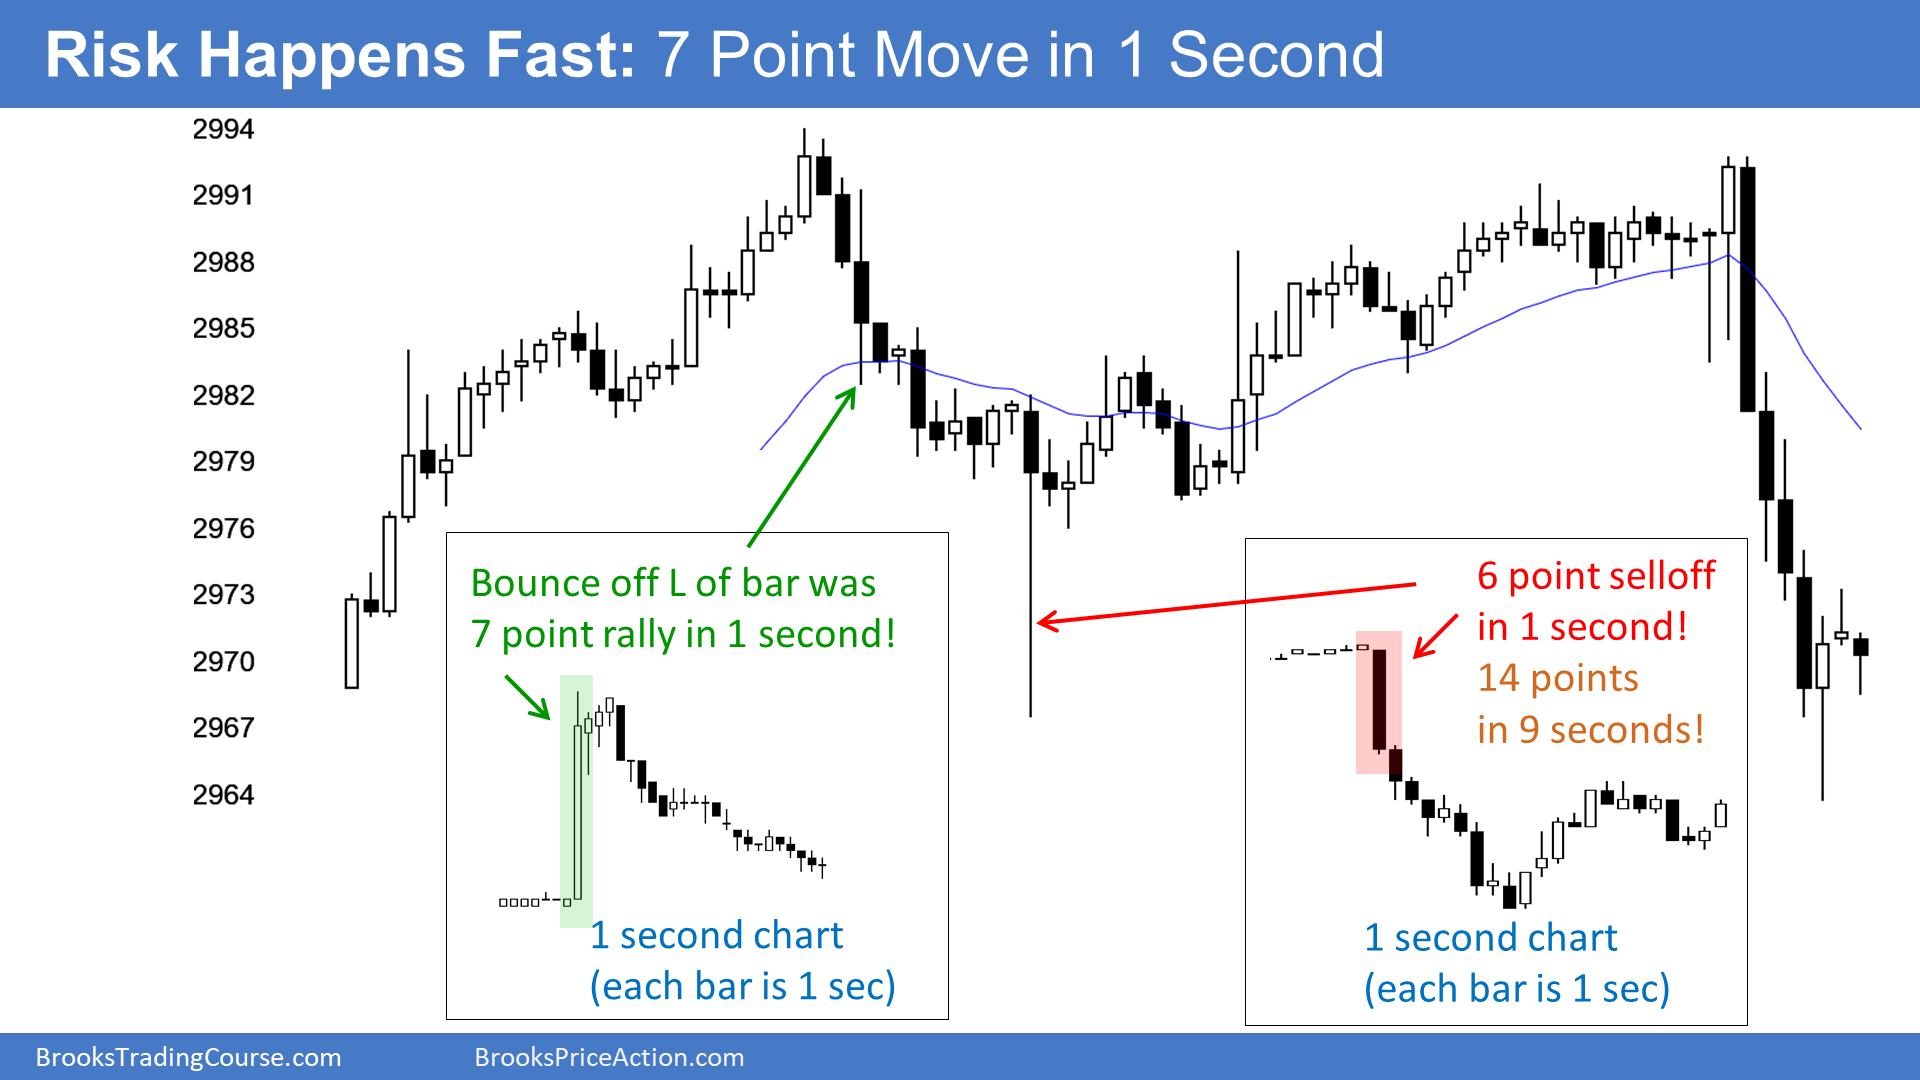 Risk Happens Fast: 7 Point Move in 1 Second
2994
2991
2988
2985
2982
2979
2976
2973
2970
2967
2964
Bounce off L of bar was
7 point rally in 1 second!
1 second chart
(each bar is 1 sec)
6 point selloff
in 1 second!
14 points
in 9 seconds!
1 second chart
(each bar is 1 sec)
BrooksTradingCourse.com
BrooksPriceAction.com